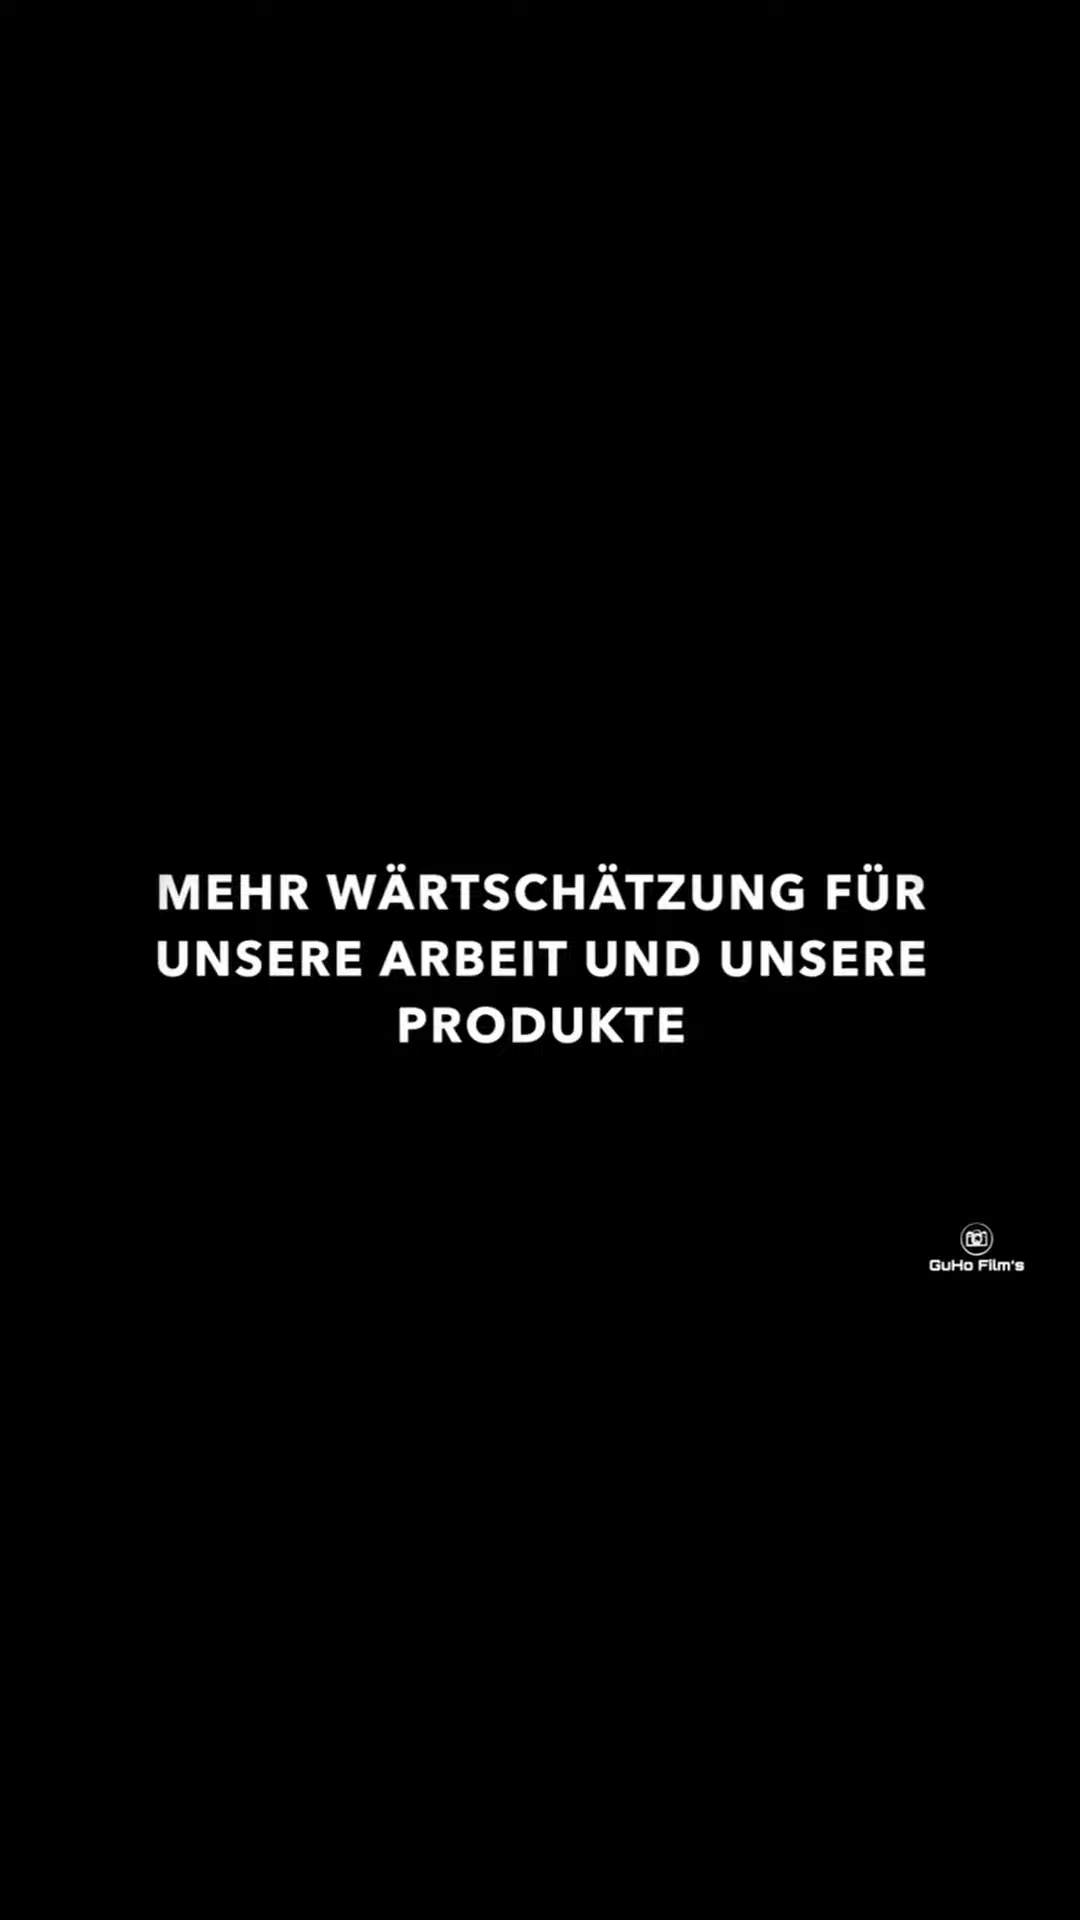 MEHR WÄRTSCHÄTZUNG FÜR
UNSERE ARBEIT UND UNSERE
PRODUKTE
GuHo Film's